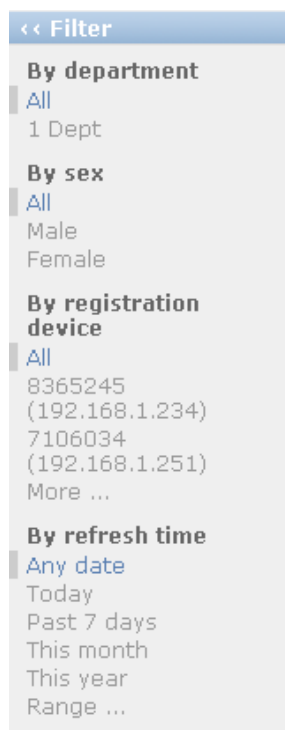 ‹‹ Filter
By department
All
1 Dept
By sex
All
Male
Female
By registration
device
All
8365245
(192.168.1.234)
7106034
(192.168.1.251)
More ...
By refresh time
Any date
Today
Past 7 days
This month
This year
Range ...